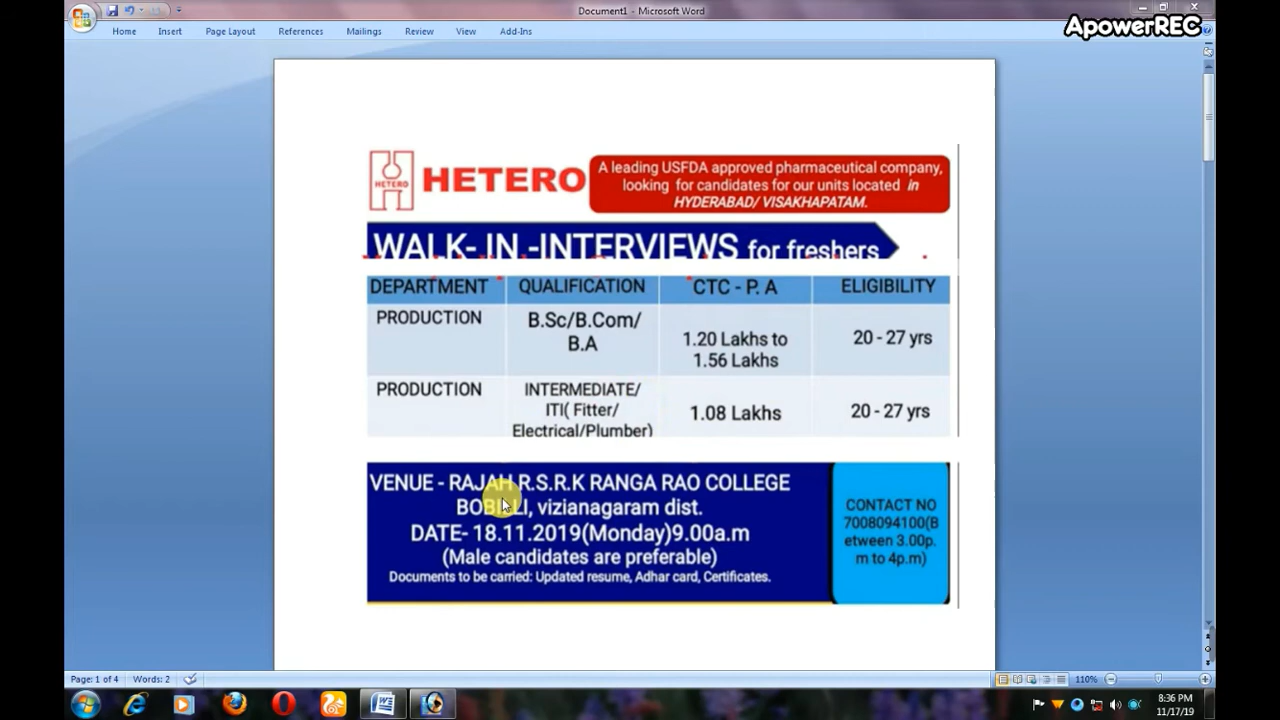 Document1 - Microsoft Word
ApowerREC
Home Insert Page Layout References Mailings Review View Add-Ins
HETERO
HETERO
A leading USFDA approved pharmaceutical company,
looking for candidates for our units located in
HYDERABAD/ VISAKHAPATAM.
WALK- IN.-INTERVIEWS for freshers
DEPARTMENT QUALIFICATION CTC - P. A ELIGIBILITY
PRODUCTION B.Sc/B.Com/
B.A
1.20 Lakhs to
1.56 Lakhs
20 - 27 yrs
PRODUCTION INTERMEDIATE/
ITI( Fitter/
Electrical/Plumber)
1.08 Lakhs
20 - 27 yrs
VENUE - RAJAH R.S.R.K RANGA RAO COLLEGE
BOBILLI, vizianagaram dist.
DATE- 18.11.2019(Monday)9.00a.m
(Male candidates are preferable)
Documents to be carried: Updated resume, Adhar card, Certificates.
CONTACT NO
7008094100(B
etween 3.00p.
m to 4p.m)
Page: 1 of 4 Words: 2 110%
8:36 PM
11/17/19